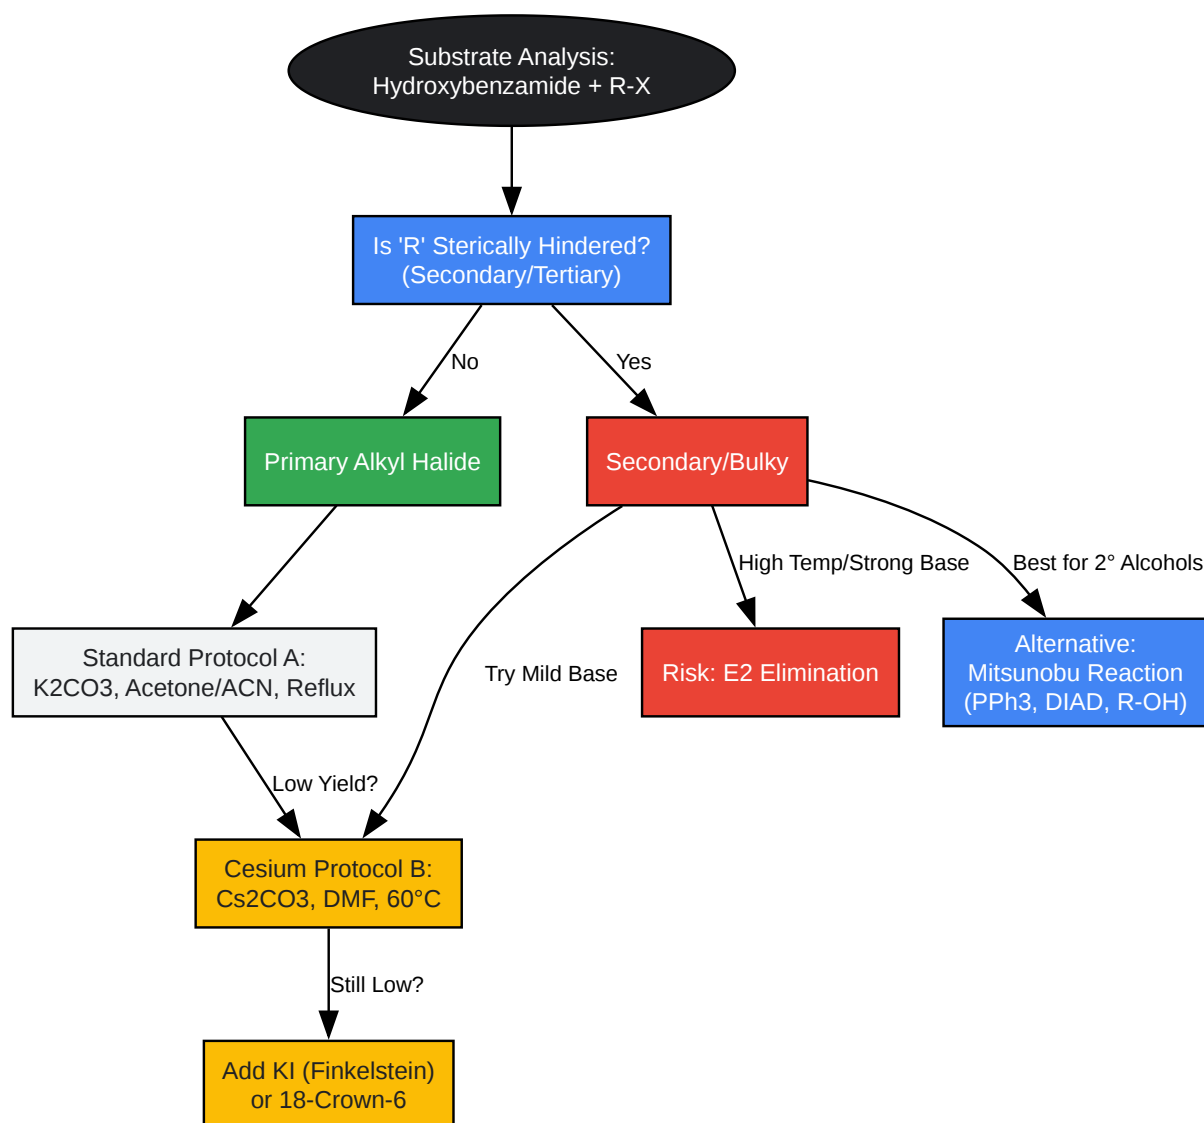 Substrate Analysis:
Hydroxybenzamide + R-X
Is 'R' Sterically Hindered?
(Secondary/Tertiary)
No
Yes
Primary Alkyl Halide
Secondary/Bulky
High Temp/Strong Base
Best for 2° Alcohols
Standard Protocol A:
K2CO3, Acetone/ACN, Reflux
Try Mild Base
Risk: E2 Elimination
Alternative:
Mitsunobu Reaction
(PPh3, DIAD, R-OH)
Low Yield?
Cesium Protocol B:
Cs2CO3, DMF, 60°C
Still Low?
Add KI (Finkelstein)
or 18-Crown-6